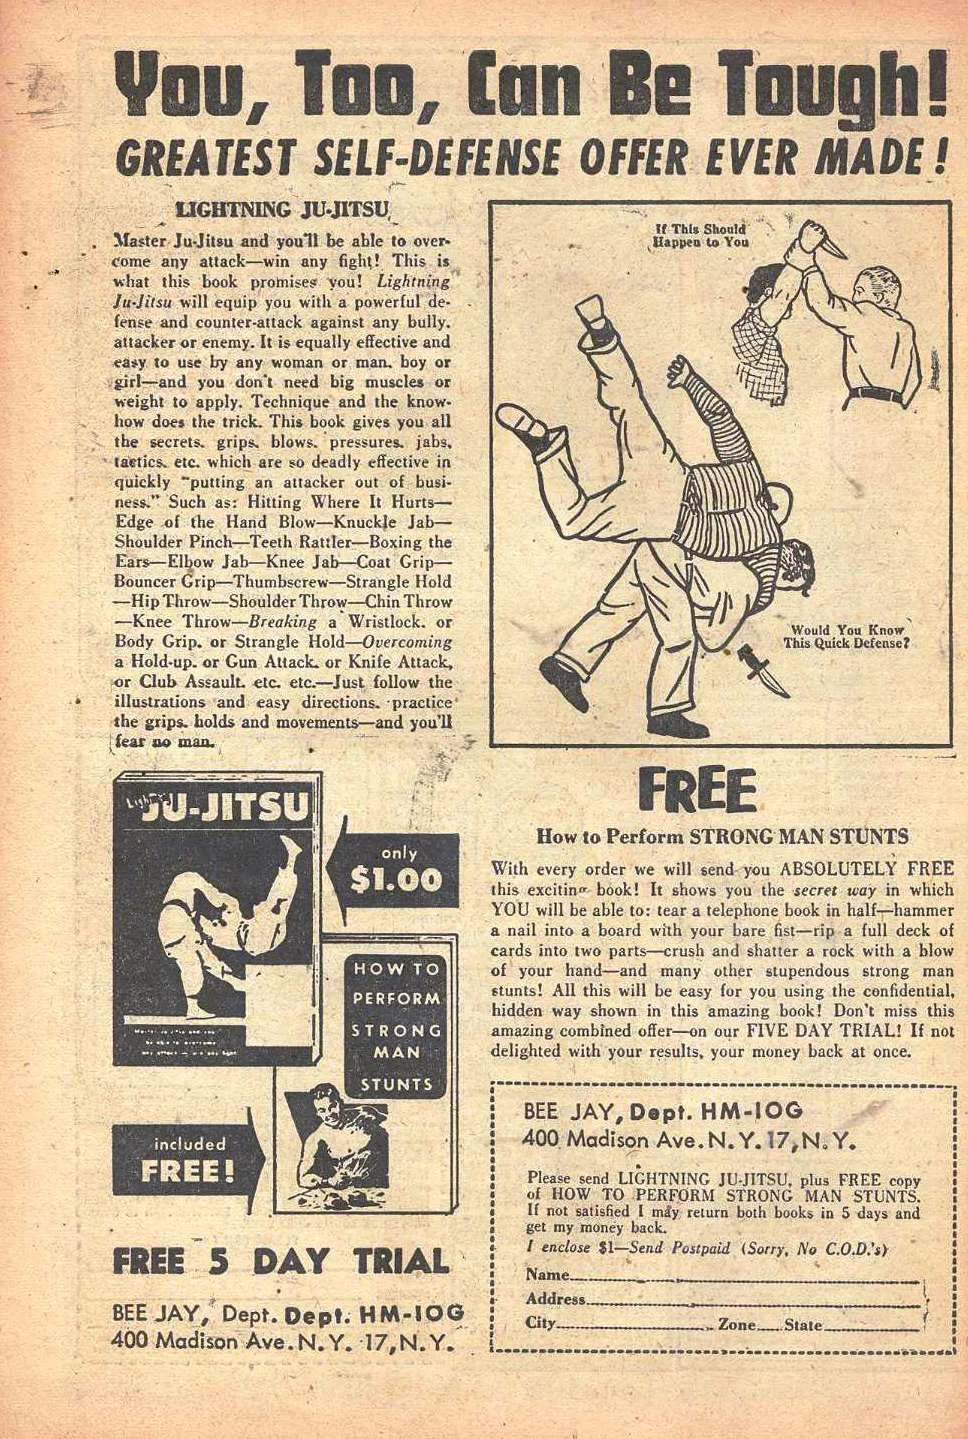 You, Too, Can Be Tough!
GREATEST SELF-DEFENSE OFFER EVER MADE!
LIGHTNING JU-JITSU
Master Ju-Jitsu and you'll be able to over-
come any attack—win any fight! This is
what this book promises you! Lightning
Ju-Jitsu will equip you with a powerful de-
fense and counter-attack against any bully,
attacker or enemy. It is equally effective and
easy to use by any woman or man, boy or
girl—and you don't need big muscles or
weight to apply. Technique and the know-
how does the trick. This book gives you all
the secrets, grips, blows, pressures, jabs,
tactics, etc. which are so deadly effective in
quickly "putting an attacker out of busi-
ness." Such as: Hitting Where It Hurts—
Edge of the Hand Blow—Knuckle Jab—
Shoulder Pinch—Teeth Rattler—Boxing the
Ears—Elbow Jab—Knee Jab—Coat Grip—
Bouncer Grip—Thumbscrew—Strangle Hold
—Hip Throw—Shoulder Throw—Chin Throw
—Knee Throw—Breaking a Wristlock, or
Body Grip, or Strangle Hold—Overcoming
a Hold-up, or Gun Attack, or Knife Attack,
or Club Assault, etc. etc.—Just follow the
illustrations and easy directions, practice
the grips, holds and movements—and you'll
fear no man.
If This Should
Happen to You
Would You Know
This Quick Defense?
Lightning
JU-JITSU
only
$1.00
HOW TO
PERFORM
STRONG
MAN
STUNTS
included
FREE!
FREE 5 DAY TRIAL
BEE JAY, Dept. Dept. HM-10G
400 Madison Ave. N.Y. 17, N.Y.
FREE
How to Perform STRONG MAN STUNTS
With every order we will send you ABSOLUTELY FREE
this exciting book! It shows you the secret way in which
YOU will be able to: tear a telephone book in half—hammer
a nail into a board with your bare fist—rip a full deck of
cards into two parts—crush and shatter a rock with a blow
of your hand—and many other stupendous strong man
stunts! All this will be easy for you using the confidential,
hidden way shown in this amazing book! Don't miss this
amazing combined offer—on our FIVE DAY TRIAL! If not
delighted with your results, your money back at once.
BEE JAY, Dept. HM-10G
400 Madison Ave. N.Y. 17, N.Y.
Please send LIGHTNING JU-JITSU, plus FREE copy
of HOW TO PERFORM STRONG MAN STUNTS.
If not satisfied I may return both books in 5 days and
get my money back.
I enclose $1—Send Postpaid (Sorry, No C.O.D.'s)
Name
Address
City Zone State